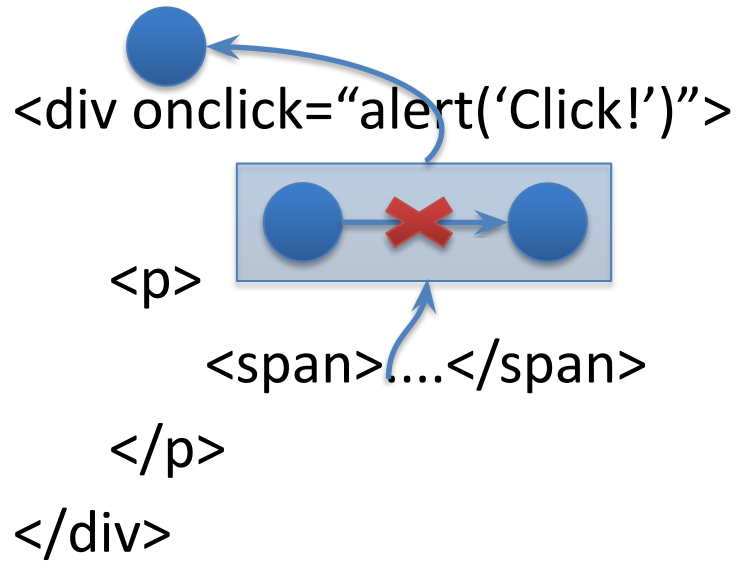 <div onclick=“alert(‘Click!’)”>
<p>
<span>....</span>
</p>
</div>